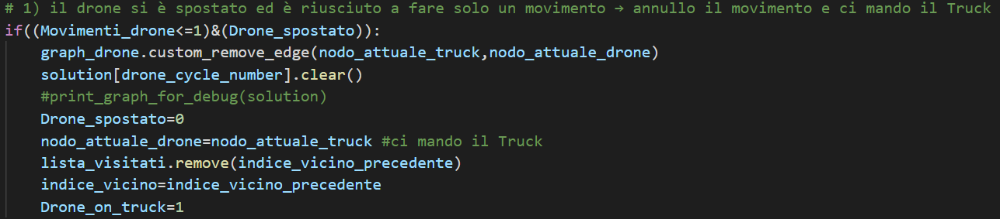 # 1) il drone si è spostato ed è riusciuto a fare solo un movimento → annullo il movimento e ci mando il Truck
if((Movimenti_drone<=1)&(Drone_spostato)):
    graph_drone.custom_remove_edge(nodo_attuale_truck,nodo_attuale_drone)
    solution[drone_cycle_number].clear()
    #print_graph_for_debug(solution)
    Drone_spostato=0
    nodo_attuale_drone=nodo_attuale_truck #ci mando il Truck
    lista_visitati.remove(indice_vicino_precedente)
    indice_vicino=indice_vicino_precedente
    Drone_on_truck=1